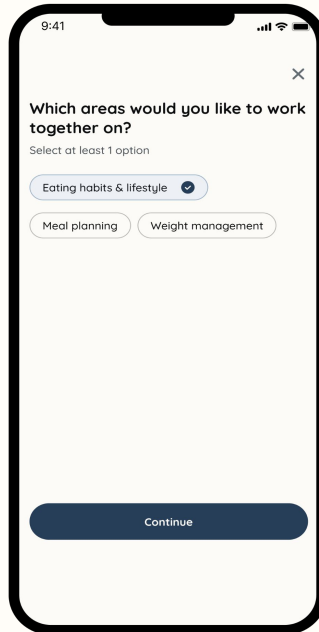 9:41
Which areas would you like to work
together on?
Select at least 1 option
Eating habits & lifestyle
Meal planning
Weight management
Continue